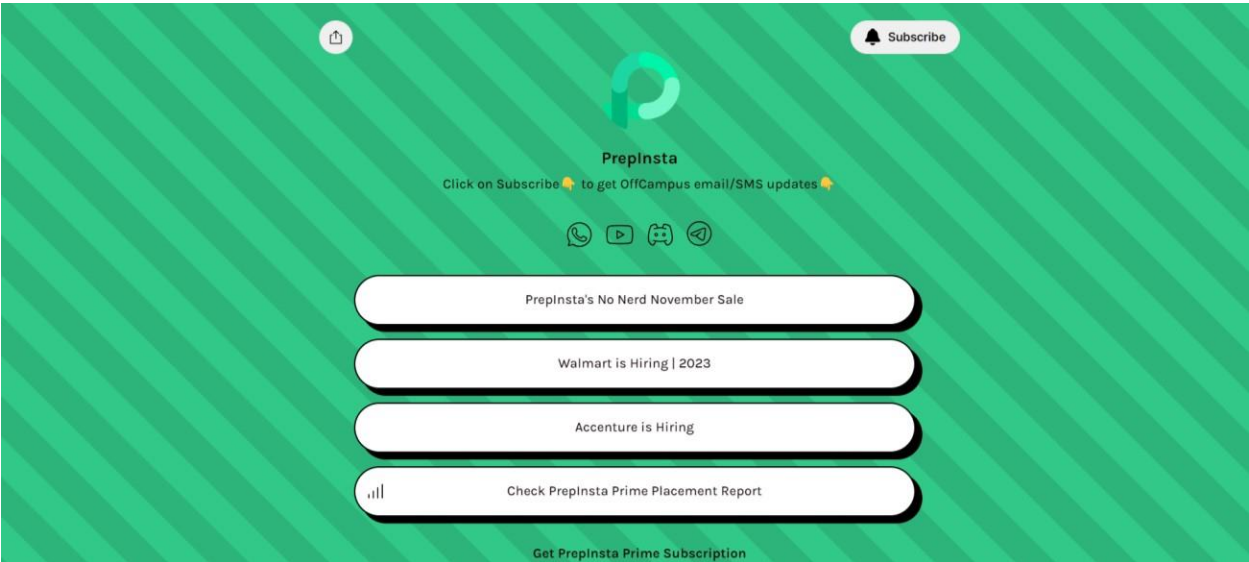 Subscribe
PrepInsta
Click on Subscribe👇 to get OffCampus email/SMS updates👇
PrepInsta's No Nerd November Sale
Walmart is Hiring | 2023
Accenture is Hiring
Check PrepInsta Prime Placement Report
Get PrepInsta Prime Subscription